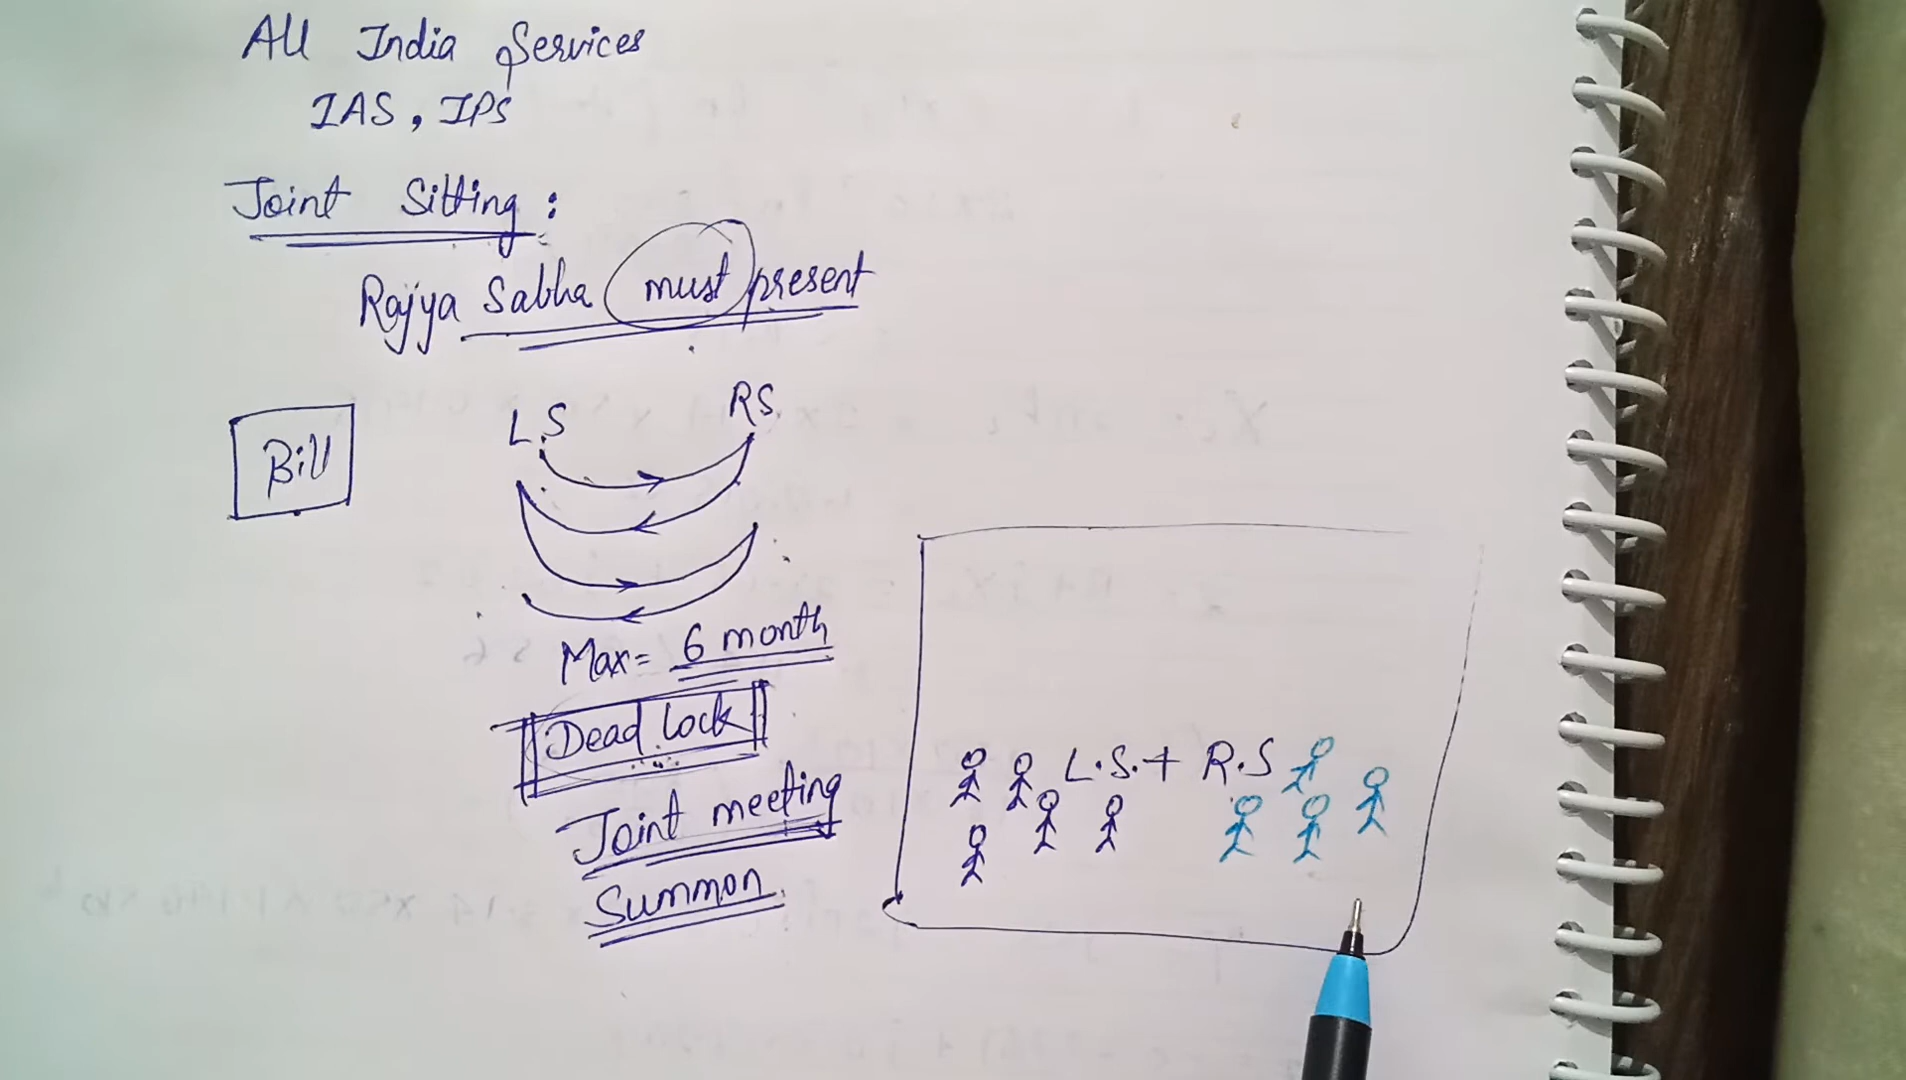 All India Services
IAS, IPS
Joint Sitting:
Rajya Sabha must present
Bill
L.S RS
Max = 6 month
Dead lock
Joint meeting
Summon.
L.S.+ R.S